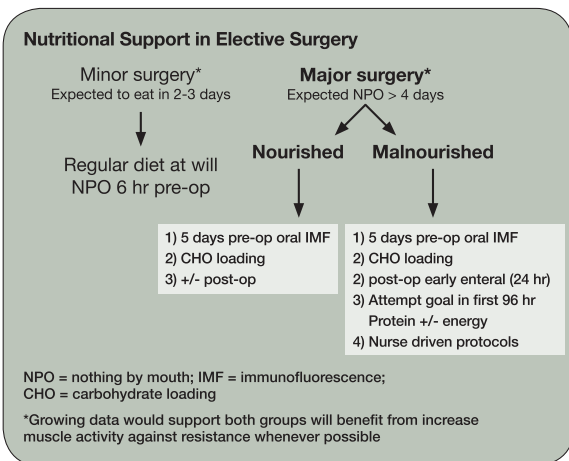 Nutritional Support in Elective Surgery
Minor surgery*
Expected to eat in 2-3 days
Regular diet at will
NPO 6 hr pre-op
Major surgery*
Expected NPO > 4 days
Nourished
Malnourished
1) 5 days pre-op oral IMF
2) CHO loading
3) +/- post-op
1) 5 days pre-op oral IMF
2) CHO loading
2) post-op early enteral (24 hr)
3) Attempt goal in first 96 hr
Protein +/- energy
4) Nurse driven protocols
NPO = nothing by mouth; IMF = immunofluorescence;
CHO = carbohydrate loading
*Growing data would support both groups will benefit from increase
muscle activity against resistance whenever possible